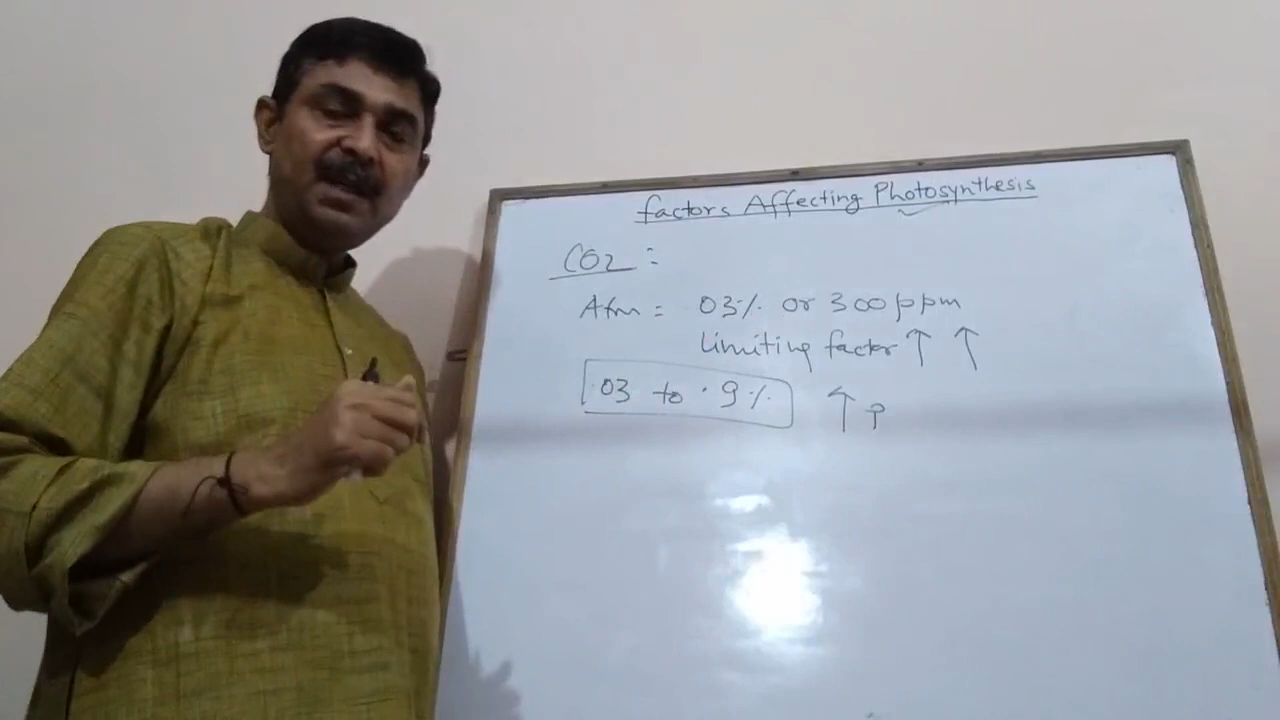 factors Affecting Photosynthesis
CO2 :
Atm = 03% or 300 ppm
Limiting factor ↑ ↑
.03 to .9% ↑ P